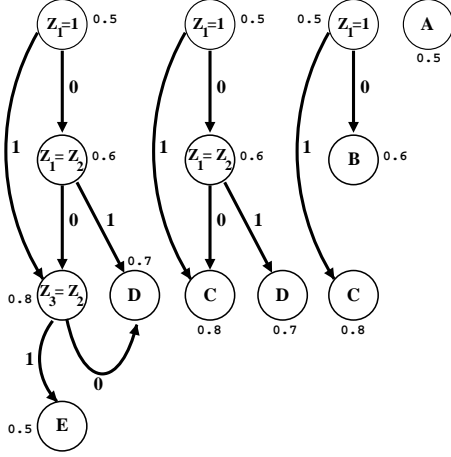 Z1=1 0.5 0.5 Z1=1 0.5 Z1=1 A
0.5
0 0 0
1 Z1= Z2 0.6 1 Z1= Z2 0.6 1 B 0.6
0 1 0 1
0.7
0.8 Z3= Z2 D C D C
0.8 0.7 0.8
1 0
0.5 E